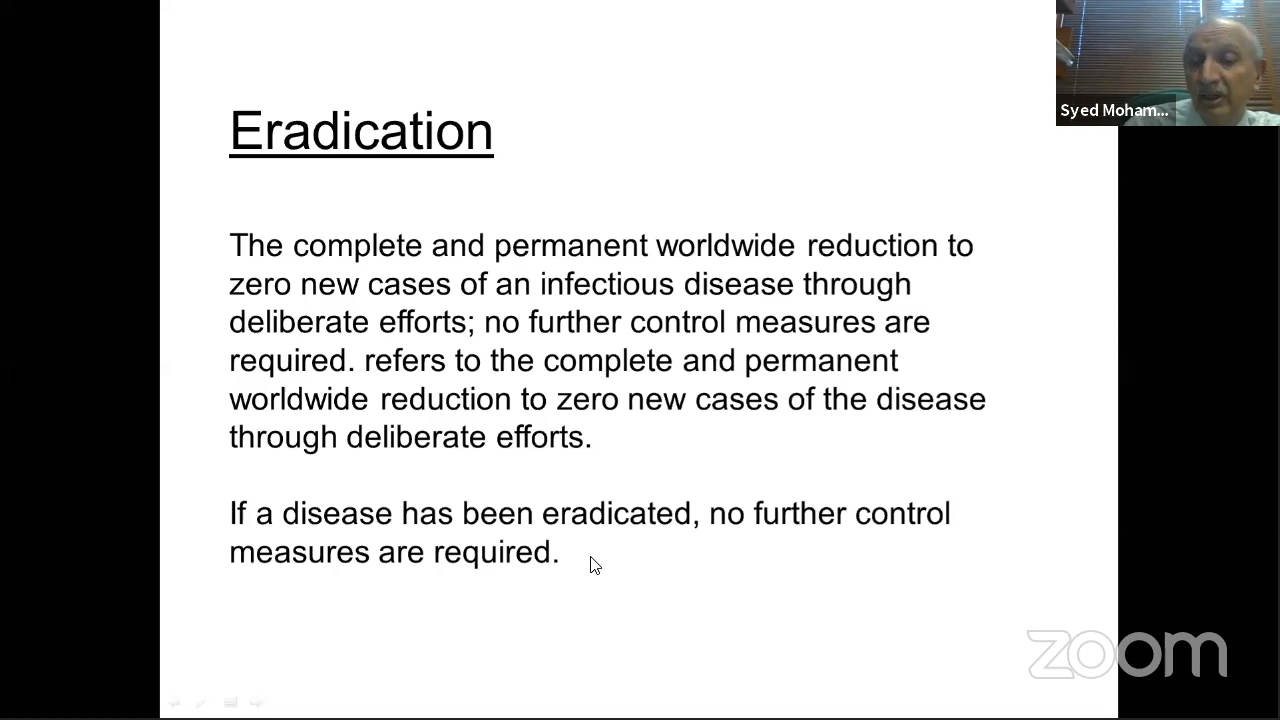 Eradication
The complete and permanent worldwide reduction to
zero new cases of an infectious disease through
deliberate efforts; no further control measures are
required. refers to the complete and permanent
worldwide reduction to zero new cases of the disease
through deliberate efforts.
If a disease has been eradicated, no further control
measures are required.
Syed Moham...
zoom